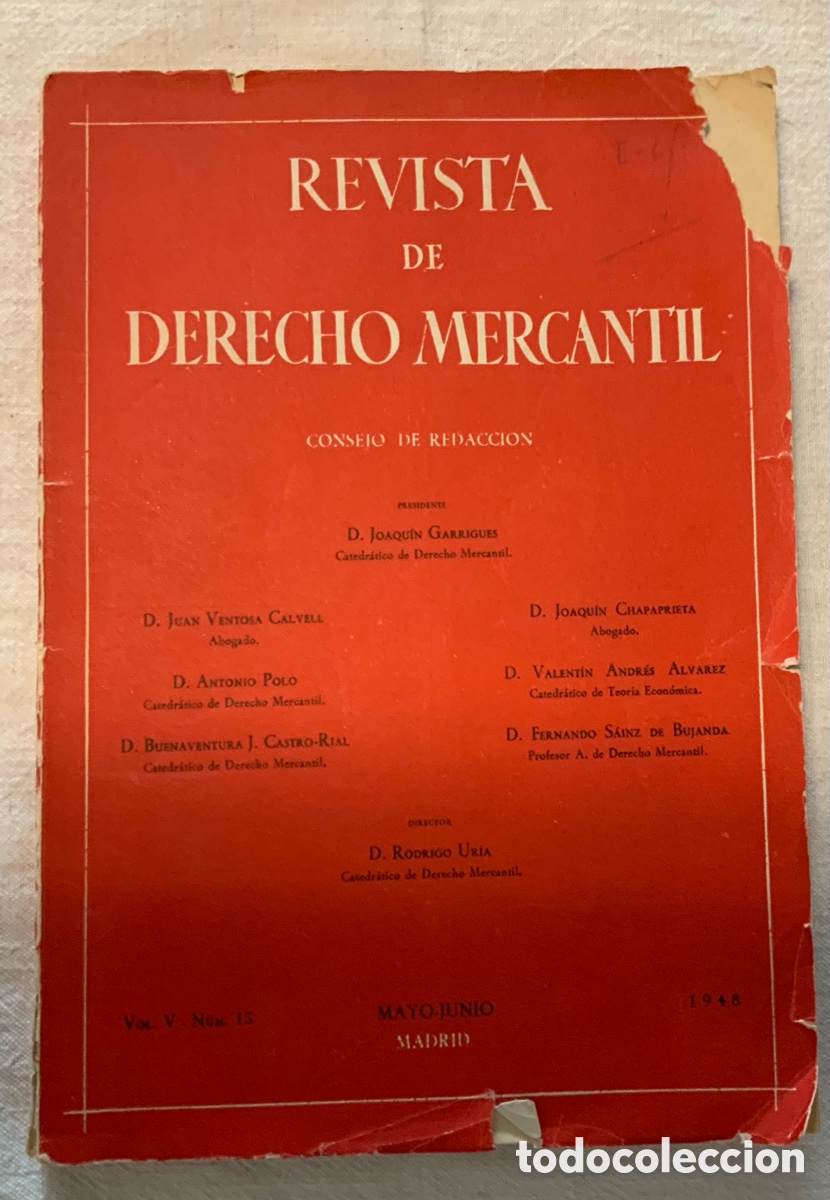 REVISTA
DE
DERECHO MERCANTIL
CONSEJO DE REDACCION
PRESIDENTE
D. JOAQUÍN GARRIGUES
Catedrático de Derecho Mercantil.
D. JUAN VENTOSA CALVELL
Abogado.
D. JOAQUÍN CHAPAPRIETA
Abogado.
D. ANTONIO POLO
Catedrático de Derecho Mercantil.
D. VALENTÍN ANDRÉS ALVAREZ
Catedrático de Teoría Económica.
D. BUENAVENTURA J. CASTRO-RIAL
Catedrático de Derecho Mercantil.
D. FERNANDO SÁINZ DE BUJANDA
Profesor A. de Derecho Mercantil.
DIRECTOR
D. RODRIGO URÍA
Catedrático de Derecho Mercantil.
VOL. V - NÚM. 15
MAYO-JUNIO
1948
MADRID
todocoleccion